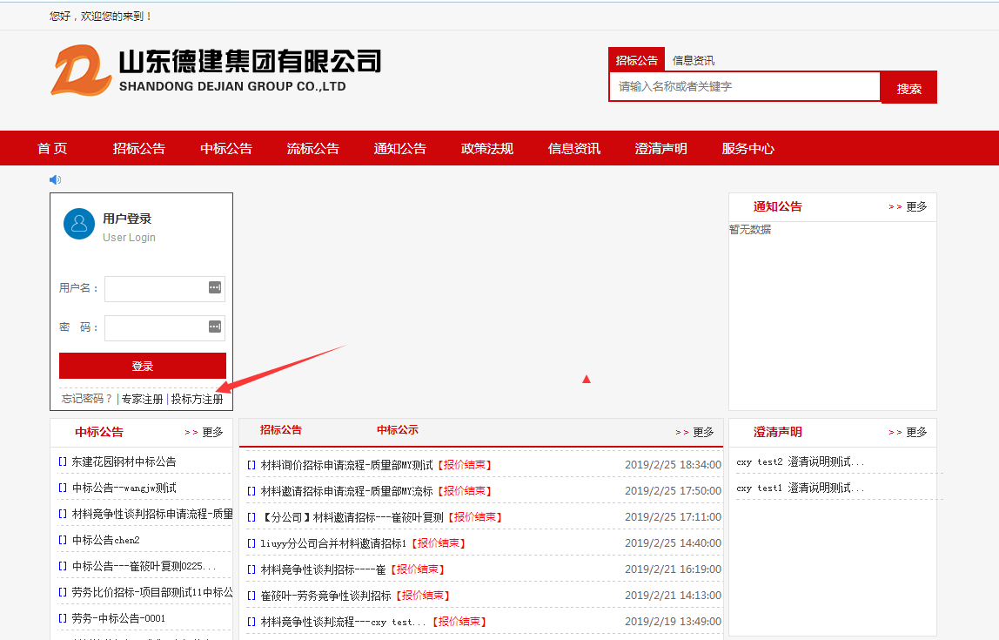 您好，欢迎您的来到！
山东德建集团有限公司
SHANDONG DEJIAN GROUP CO.,LTD
招标公告 信息资讯
请输入名称或者关键字 搜索
首 页 招标公告 中标公告 流标公告 通知公告 政策法规 信息资讯 澄清声明 服务中心
用户登录
User Login
用户名：
密 码：
登录
忘记密码？ | 专家注册 | 投标方注册
通知公告 >> 更多
暂无数据
中标公告 >> 更多
[] 东建花园钢材中标公告
[] 中标公告--wangjw测试
[] 材料竞争性谈判招标申请流程-质量
[] 中标公告chen2
[] 中标公告---崔筱叶复测0225...
[] 劳务比价招标-项目部测试11中标公
[] 劳务-中标公告-0001
招标公告 中标公示 >> 更多
[] 材料询价招标申请流程-质量部MY测试【报价结束】 2019/2/25 18:34:00
[] 材料邀请招标申请流程-质量部MY流标【报价结束】 2019/2/25 17:50:00
[] 【分公司】材料邀请招标---崔筱叶复测【报价结束】 2019/2/25 17:11:00
[] liuyy分公司合并材料邀请招标1【报价结束】 2019/2/25 14:40:00
[] 材料竞争性谈判招标----崔【报价结束】 2019/2/21 16:19:00
[] 崔筱叶-劳务竞争性谈判招标【报价结束】 2019/2/21 14:13:00
[] 材料竞争性谈判流程---cxy test...【报价结束】 2019/2/19 13:49:00
澄清声明 >> 更多
cxy test2 澄清说明测试...
cxy test1 澄清说明测试...